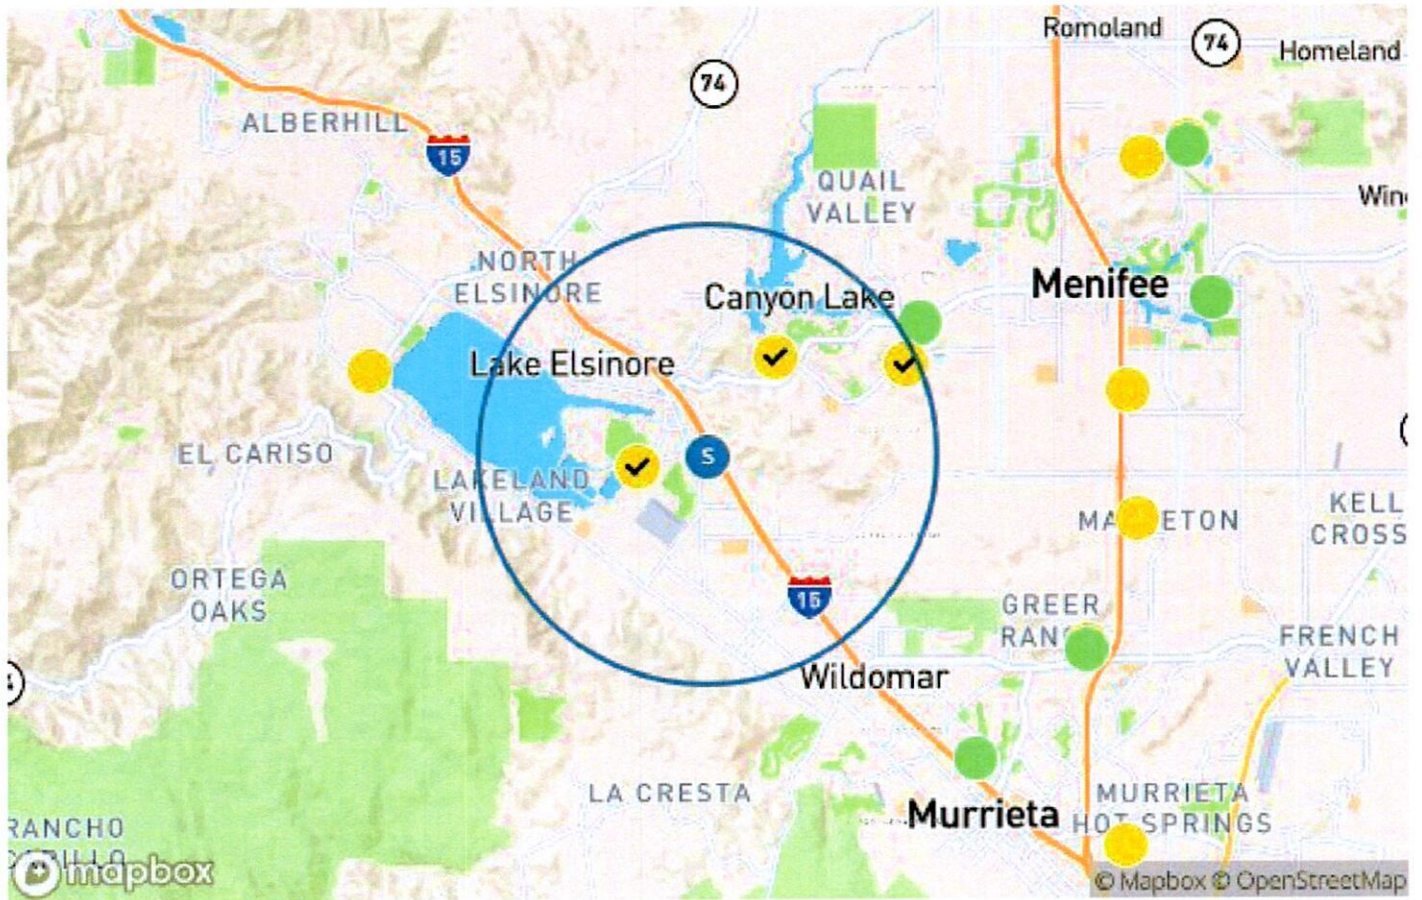 Romoland
74
Homeland
74
ALBERHILL
15
QUAIL
VALLEY
NORTH
ELSINORE
Canyon Lake
Menifee
Lake Elsinore
EL CARISO
S
LAKELAND
VILLAGE
ORTEGA
OAKS
15
GREER
KELL
CROSS
FRENCH
VALLEY
Wildomar
LA CRESTA
Murrieta
MURRIETA
HOT SPRINGS
RANCHO
mapbox
© Mapbox © OpenStreetMap